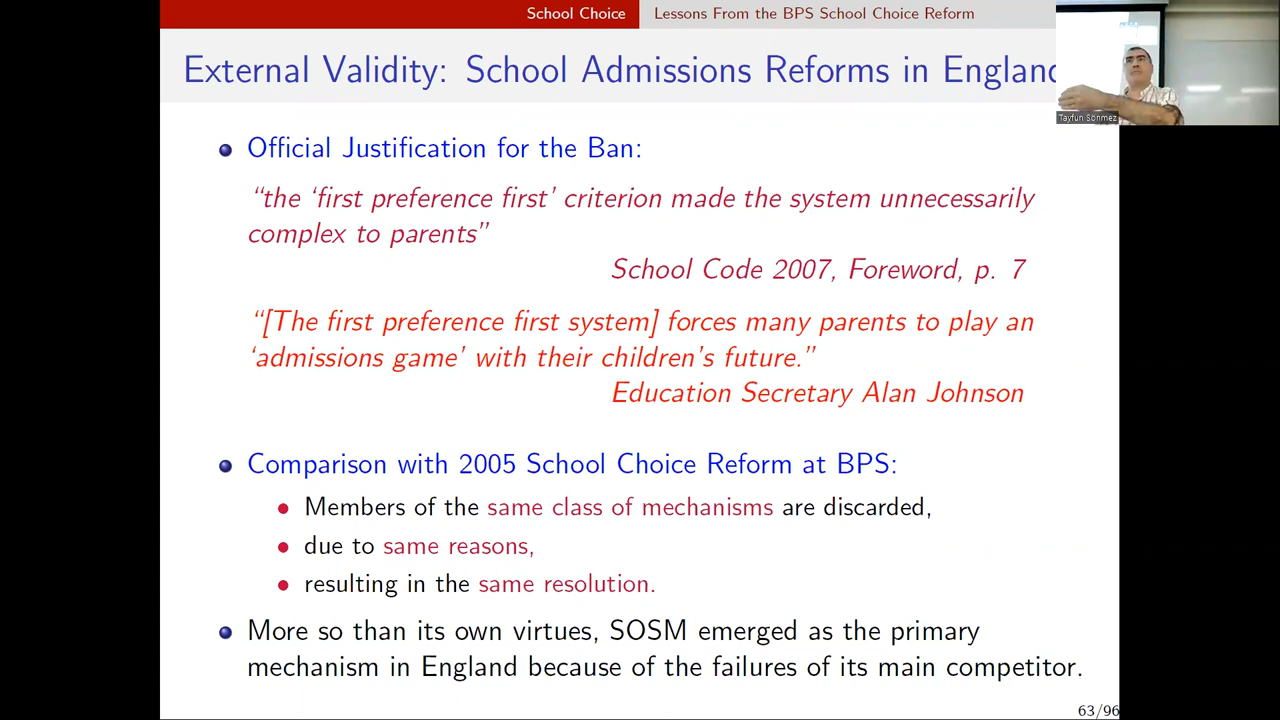 School Choice Lessons From the BPS School Choice Reform
External Validity: School Admissions Reforms in England
Tayfun Sönmez
Official Justification for the Ban:
“the ‘first preference first’ criterion made the system unnecessarily
complex to parents”
School Code 2007, Foreword, p. 7
“[The first preference first system] forces many parents to play an
‘admissions game’ with their children’s future.”
Education Secretary Alan Johnson
Comparison with 2005 School Choice Reform at BPS:
Members of the same class of mechanisms are discarded,
due to same reasons,
resulting in the same resolution.
More so than its own virtues, SOSM emerged as the primary
mechanism in England because of the failures of its main competitor.
63/96